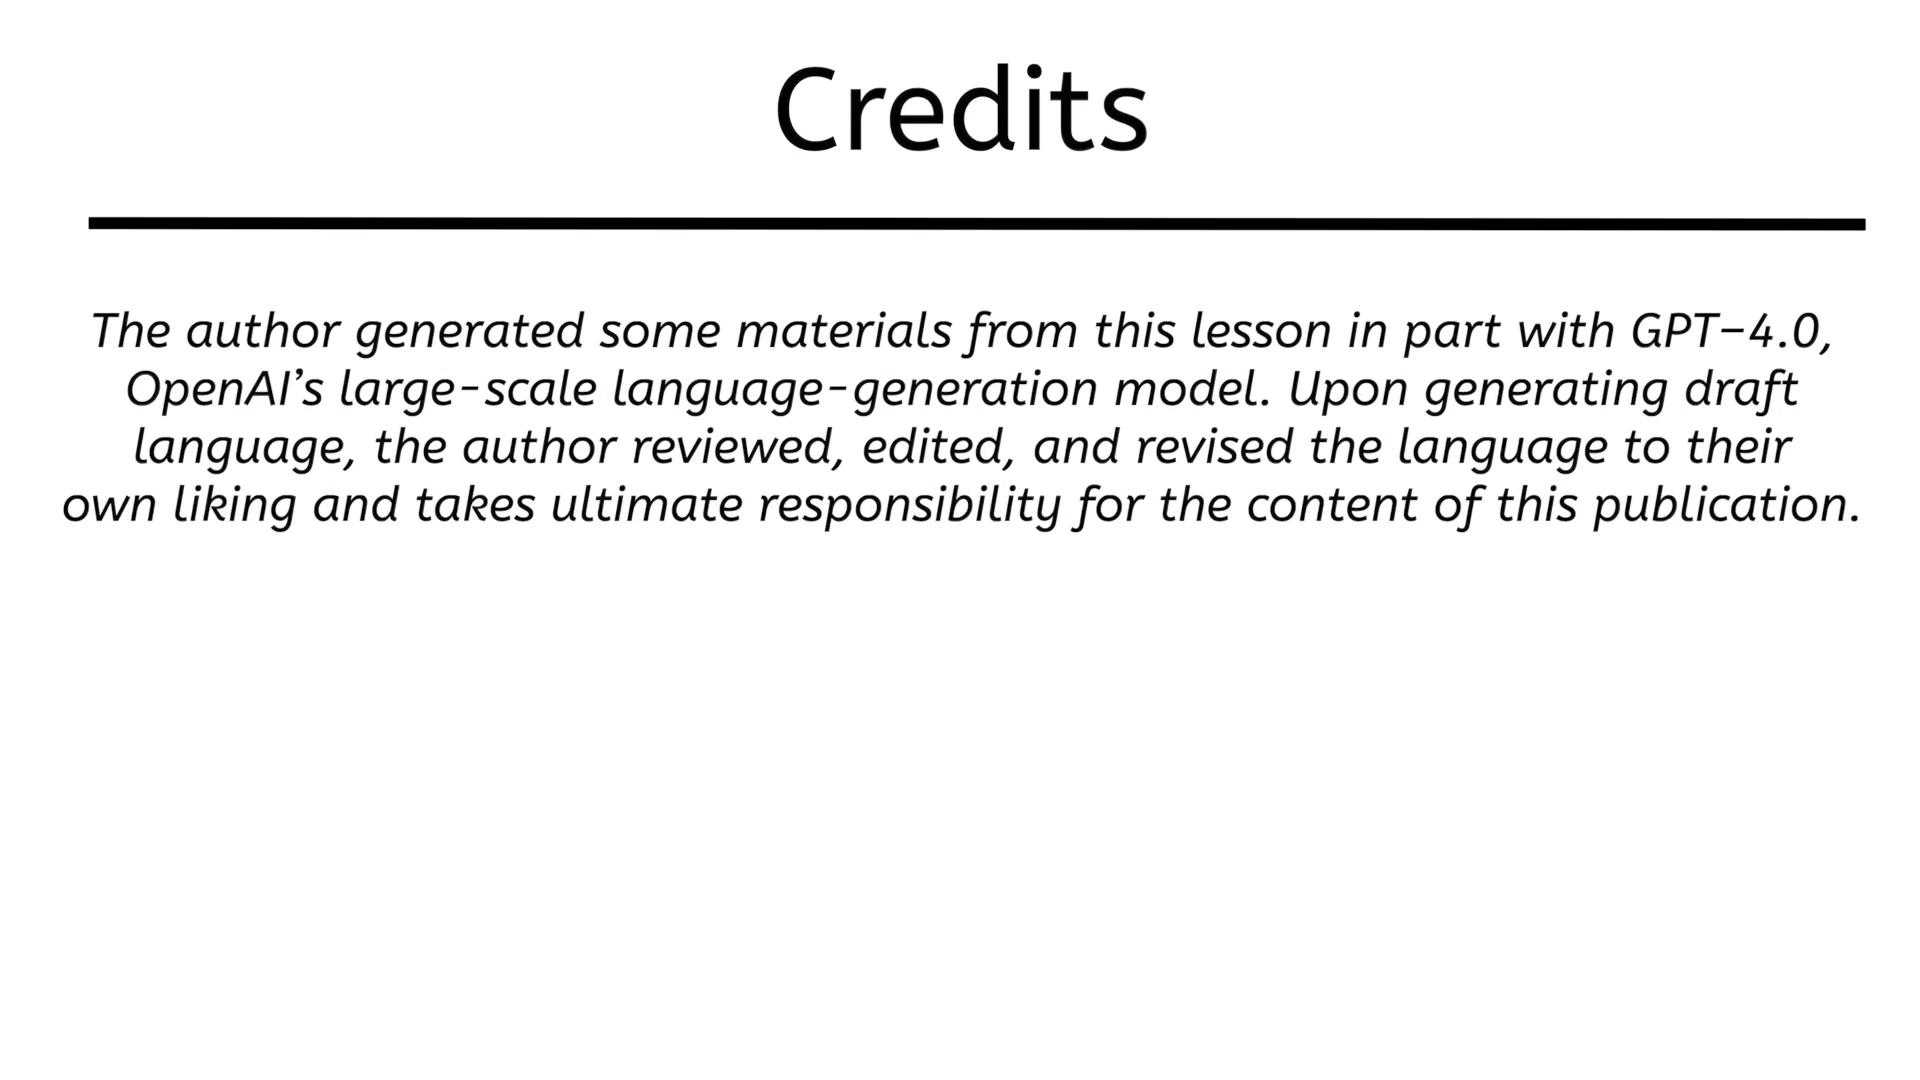 Credits
The author generated some materials from this lesson in part with GPT–4.0,
OpenAI’s large-scale language-generation model. Upon generating draft
language, the author reviewed, edited, and revised the language to their
own liking and takes ultimate responsibility for the content of this publication.